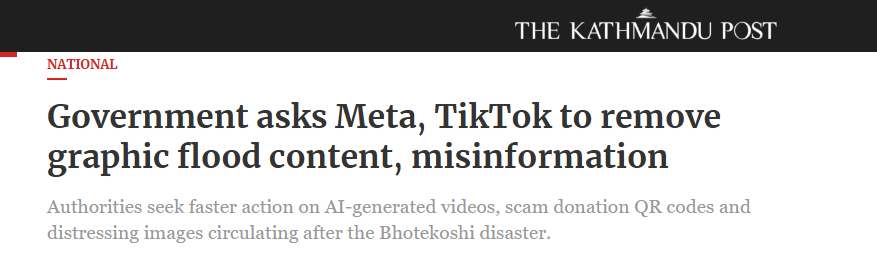 THE KATHMANDU POST
NATIONAL
Government asks Meta, TikTok to remove
graphic flood content, misinformation
Authorities seek faster action on AI-generated videos, scam donation QR codes and
distressing images circulating after the Bhotekoshi disaster.